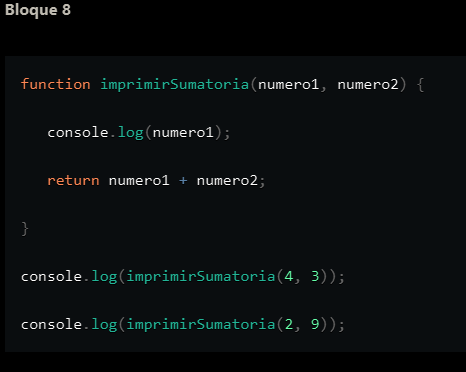 Bloque 8
function imprimirSumatoria(numero1, numero2) {
console.log(numero1);
return numero1 + numero2;
}
console.log(imprimirSumatoria(4, 3));
console.log(imprimirSumatoria(2, 9));